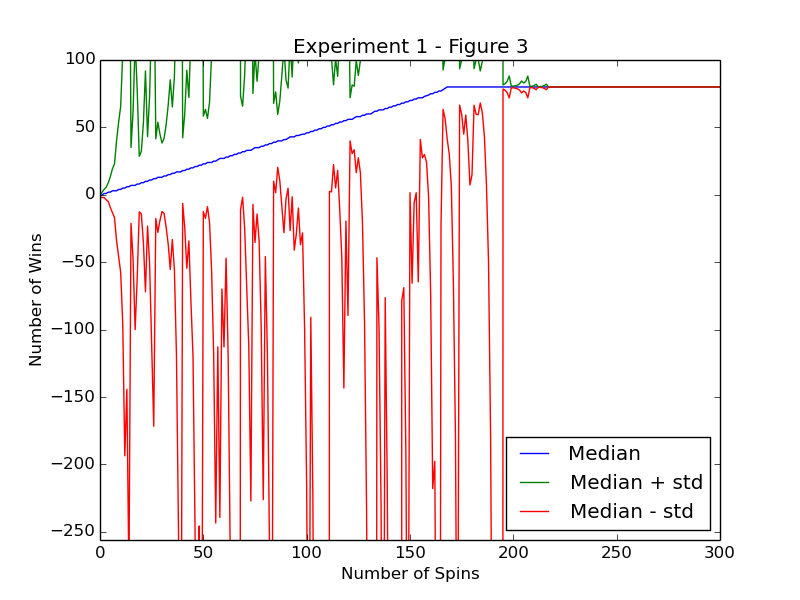 Experiment 1 - Figure 3
100
50
0
−50
−100
−150
−200
−250
Number of Wins
0 50 100 150 200 250 300
Number of Spins
Median
Median + std
Median - std